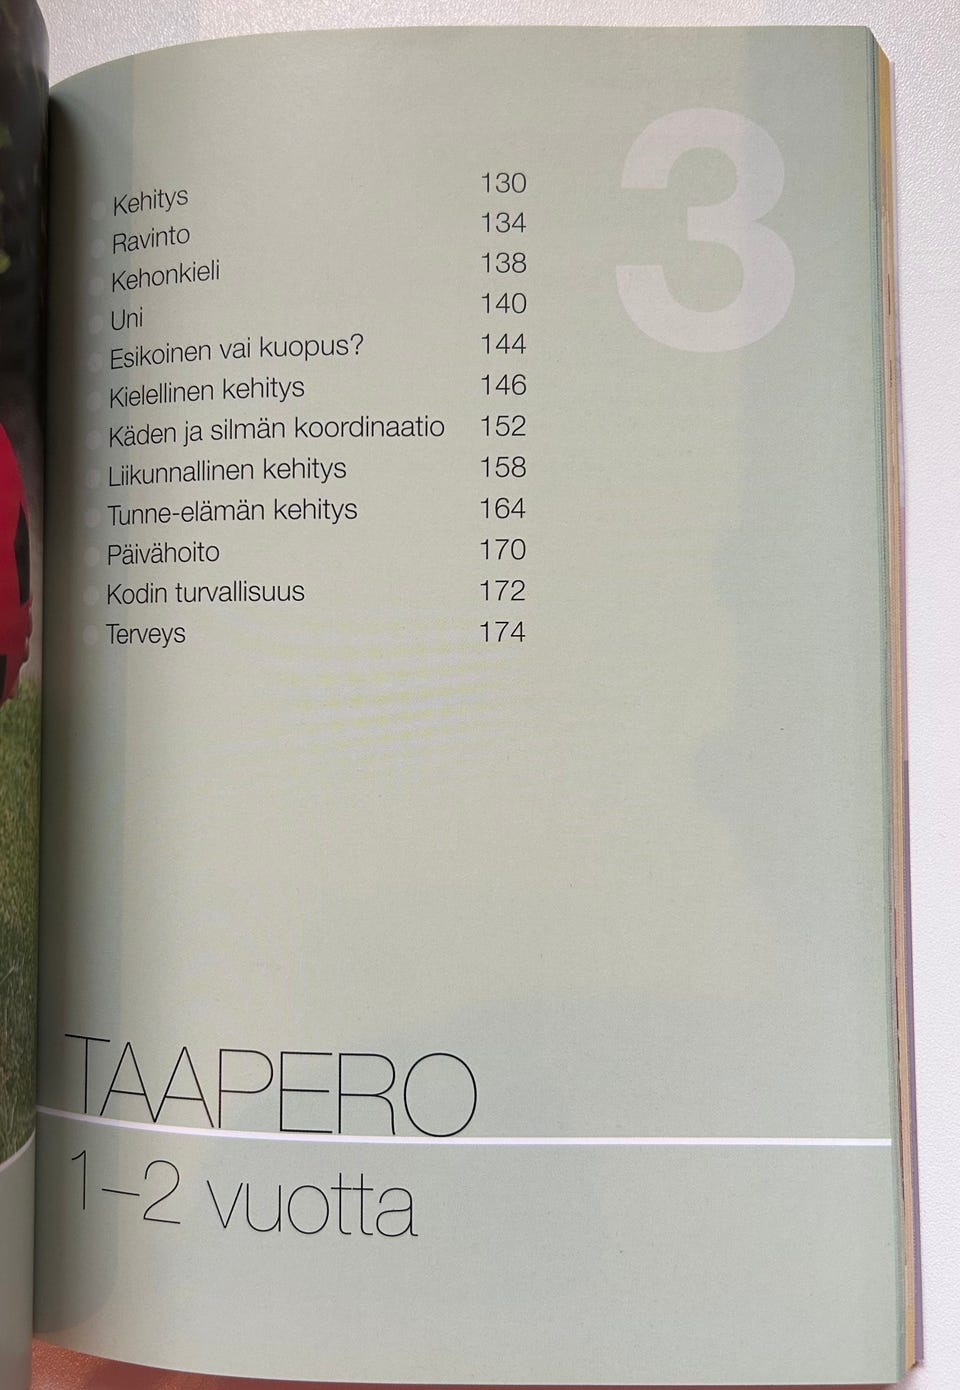 3
Kehitys 130
Ravinto 134
Kehonkieli 138
Uni 140
Esikoinen vai kuopus? 144
Kielellinen kehitys 146
Käden ja silmän koordinaatio 152
Liikunnallinen kehitys 158
Tunne-elämän kehitys 164
Päivähoito 170
Kodin turvallisuus 172
Terveys 174
TAAPERO
1–2 vuotta